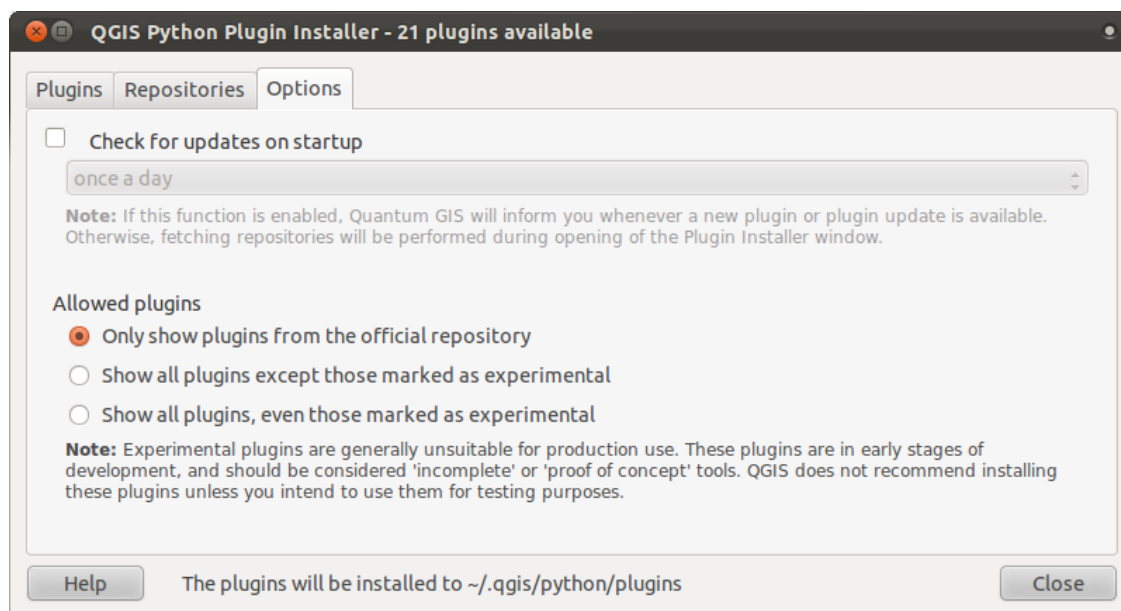 QGIS Python Plugin Installer - 21 plugins available
Plugins
Repositories
Options
Check for updates on startup
once a day
Note: If this function is enabled, Quantum GIS will inform you whenever a new plugin or plugin update is available.
Otherwise, fetching repositories will be performed during opening of the Plugin Installer window.
Allowed plugins
Only show plugins from the official repository
Show all plugins except those marked as experimental
Show all plugins, even those marked as experimental
Note: Experimental plugins are generally unsuitable for production use. These plugins are in early stages of
development, and should be considered 'incomplete' or 'proof of concept' tools. QGIS does not recommend installing
these plugins unless you intend to use them for testing purposes.
Help
The plugins will be installed to ~/.qgis/python/plugins
Close